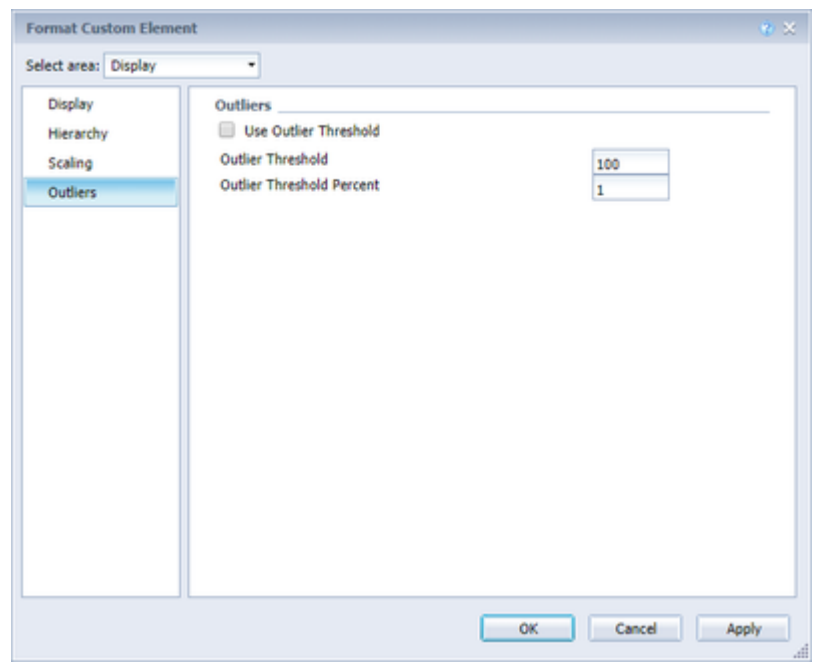 Format Custom Element
Select area: Display
Display
Hierarchy
Scaling
Outliers
Outliers
Use Outlier Threshold
Outlier Threshold 100
Outlier Threshold Percent 1
OK Cancel Apply